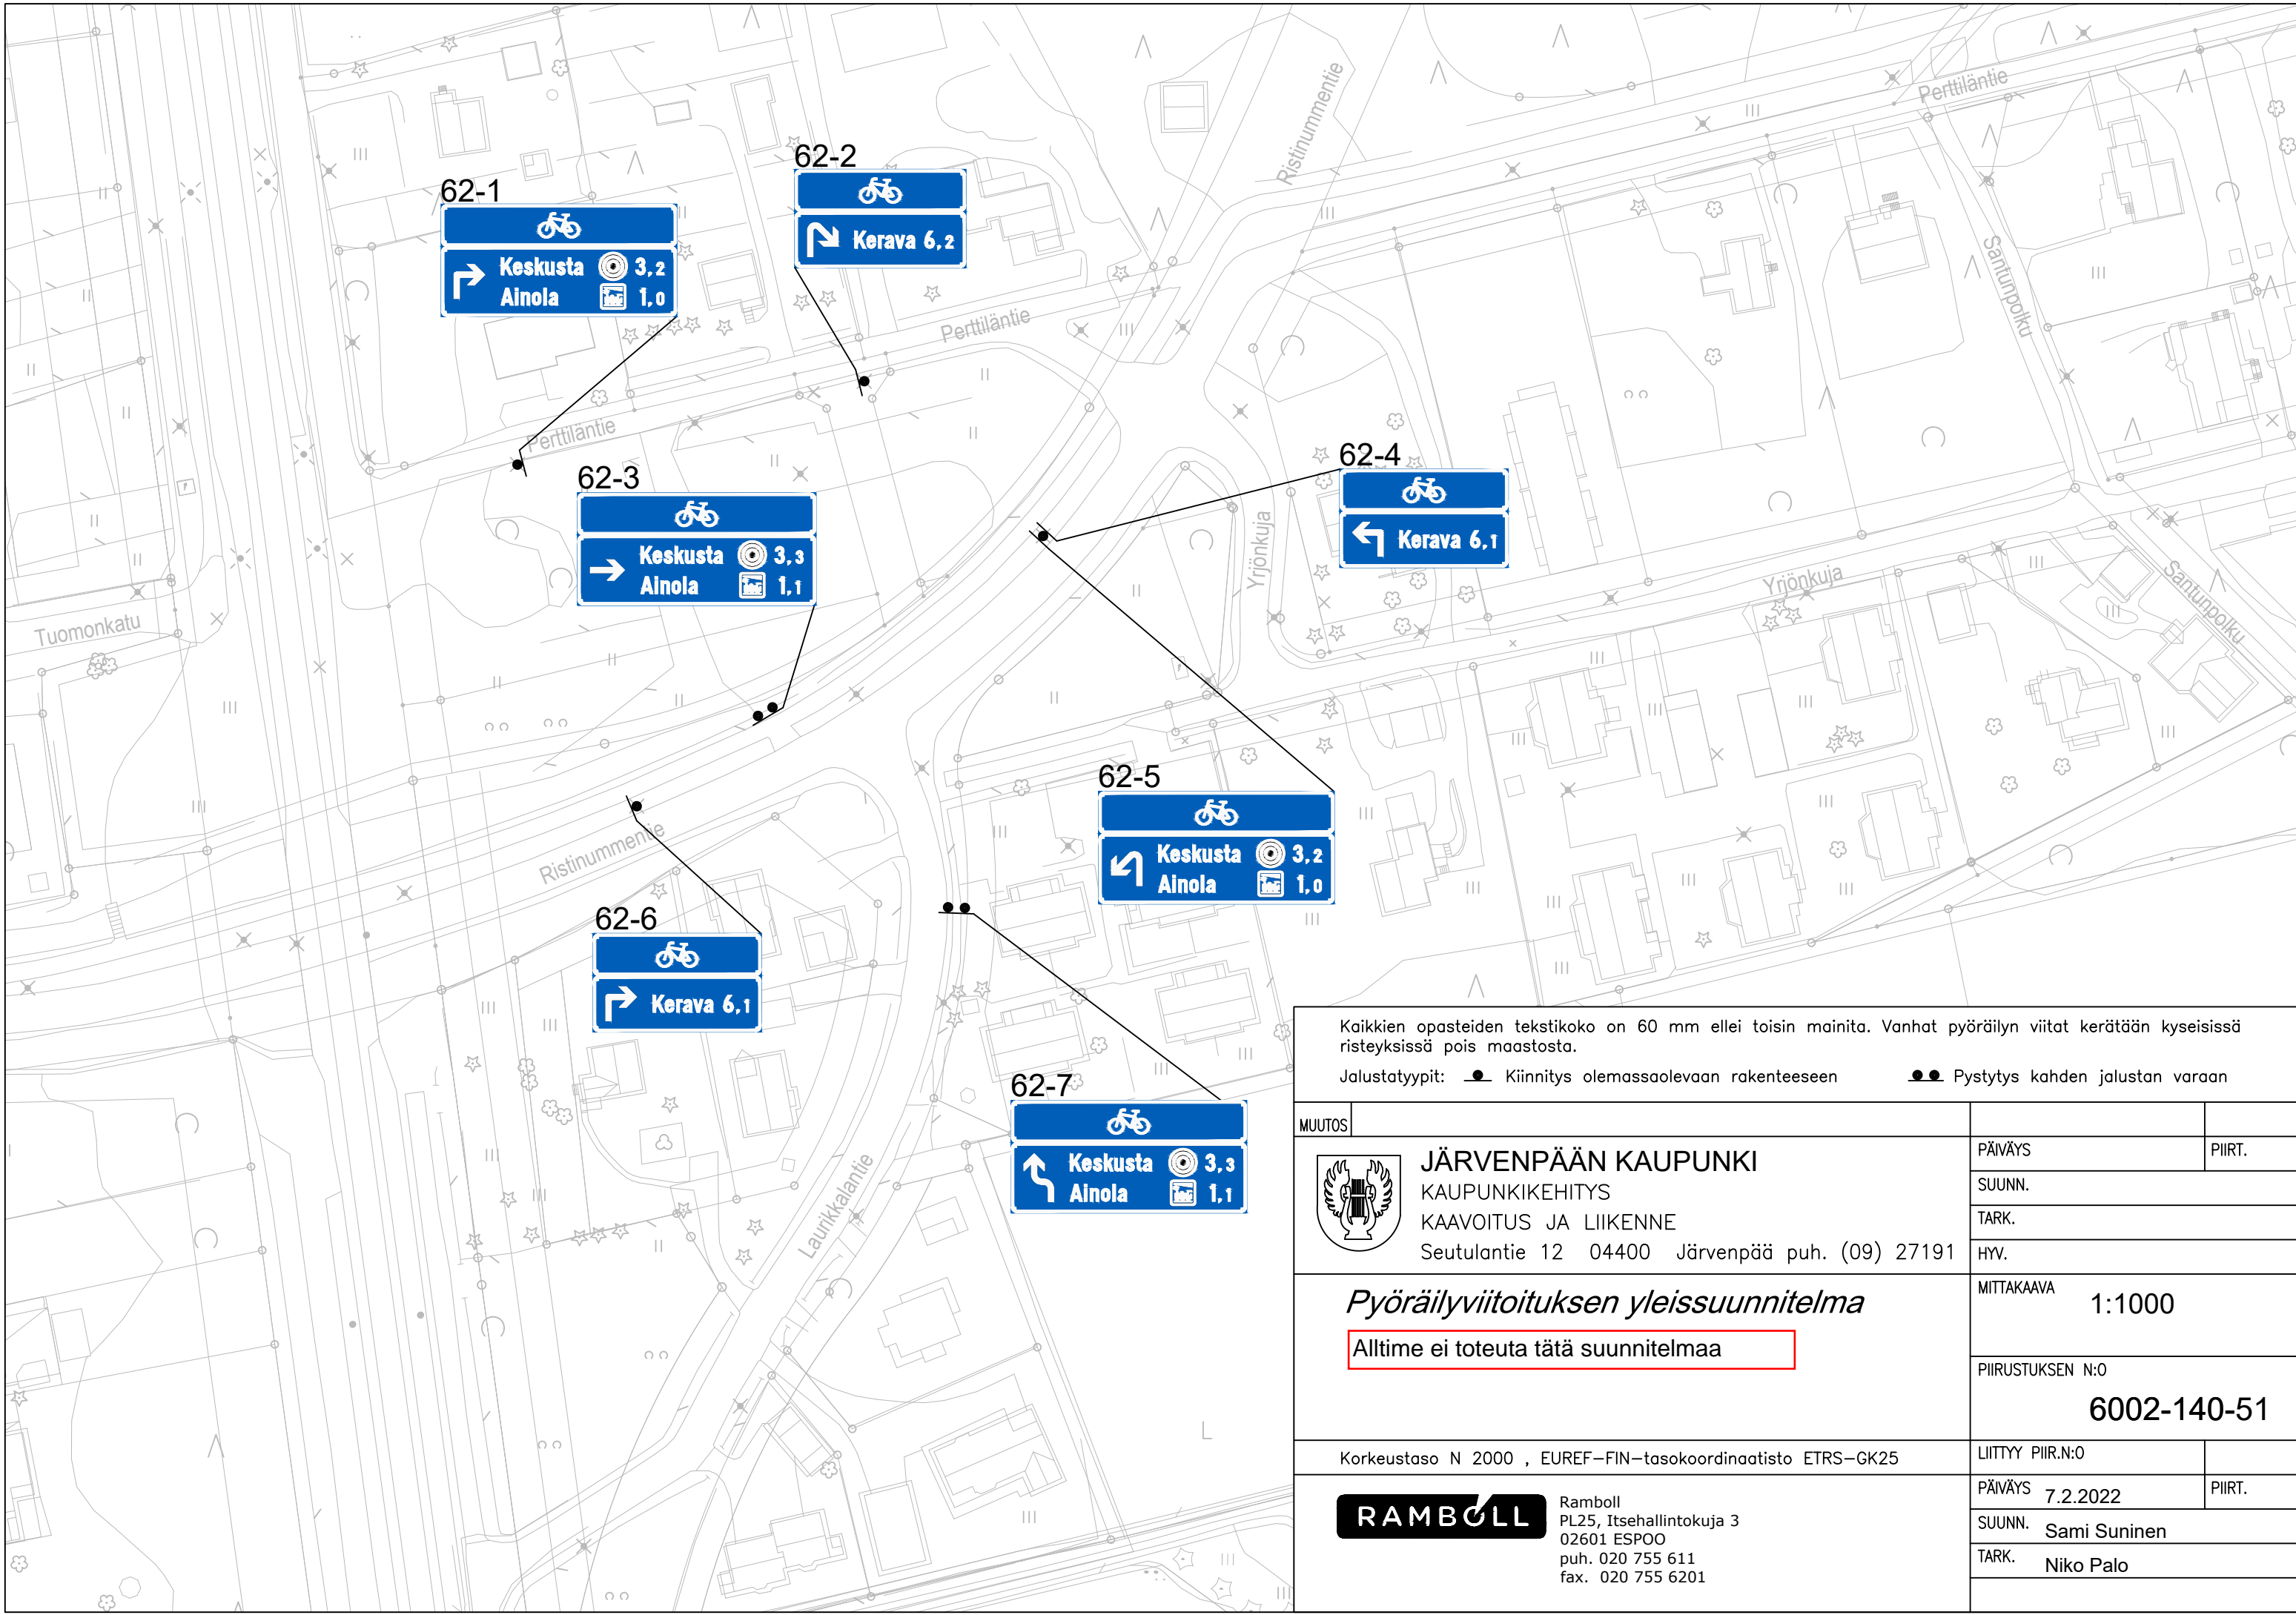 Perttiläntie
Ristinummentie
62-2
Kerava 6,2
62-1
Keskusta 3,2
Ainola 1,0
Santunpolku
Perttiläntie
Perttiläntie
62-3
Keskusta 3,3
Ainola 1,1
62-4
Kerava 6,1
Yrjönkuja
Yrjönkuja
Santunpolku
Tuomonkatu
62-5
Keskusta 3,2
Ainola 1,0
Ristinummentie
62-6
Kerava 6,1
62-7
Keskusta 3,3
Ainola 1,1
Laurikkalantie
L
Kaikkien opasteiden tekstikoko on 60 mm ellei toisin mainita. Vanhat pyöräilyn viitat kerätään kyseisissä
risteyksissä pois maastosta.
Jalustatyypit: Kiinnitys olemassaolevaan rakenteeseen Pystytys kahden jalustan varaan
MUUTOS
JÄRVENPÄÄN KAUPUNKI
KAUPUNKIKEHITYS
KAAVOITUS JA LIIKENNE
Seutulantie 12 04400 Järvenpää puh. (09) 27191
PÄIVÄYS PIIRT.
SUUNN.
TARK.
HYV.
Pyöräilyviitoituksen yleissuunnitelma
Alltime ei toteuta tätä suunnitelmaa
MITTAKAAVA
1:1000
PIIRUSTUKSEN N:O
6002-140-51
Korkeustaso N 2000 , EUREF-FIN-tasokoordinaatisto ETRS-GK25
LIITTYY PIIR.N:O
RAMBOLL
Ramboll
PL25, Itsehallintokuja 3
02601 ESPOO
puh. 020 755 611
fax. 020 755 6201
PÄIVÄYS 7.2.2022 PIIRT.
SUUNN. Sami Suninen
TARK. Niko Palo